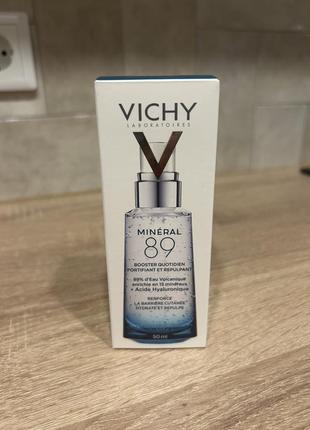 VICHY
LABORATOIRES
MINÉRAL
89
BOOSTER QUOTIDIEN
FORTIFIANT ET REPULPANT
89% d'Eau Volcanique
enrichie en 15 minéraux
+ Acide Hyaluronique
RENFORCE
LA BARRIÈRE CUTANÉE
HYDRATE ET REPULPE
50 ml